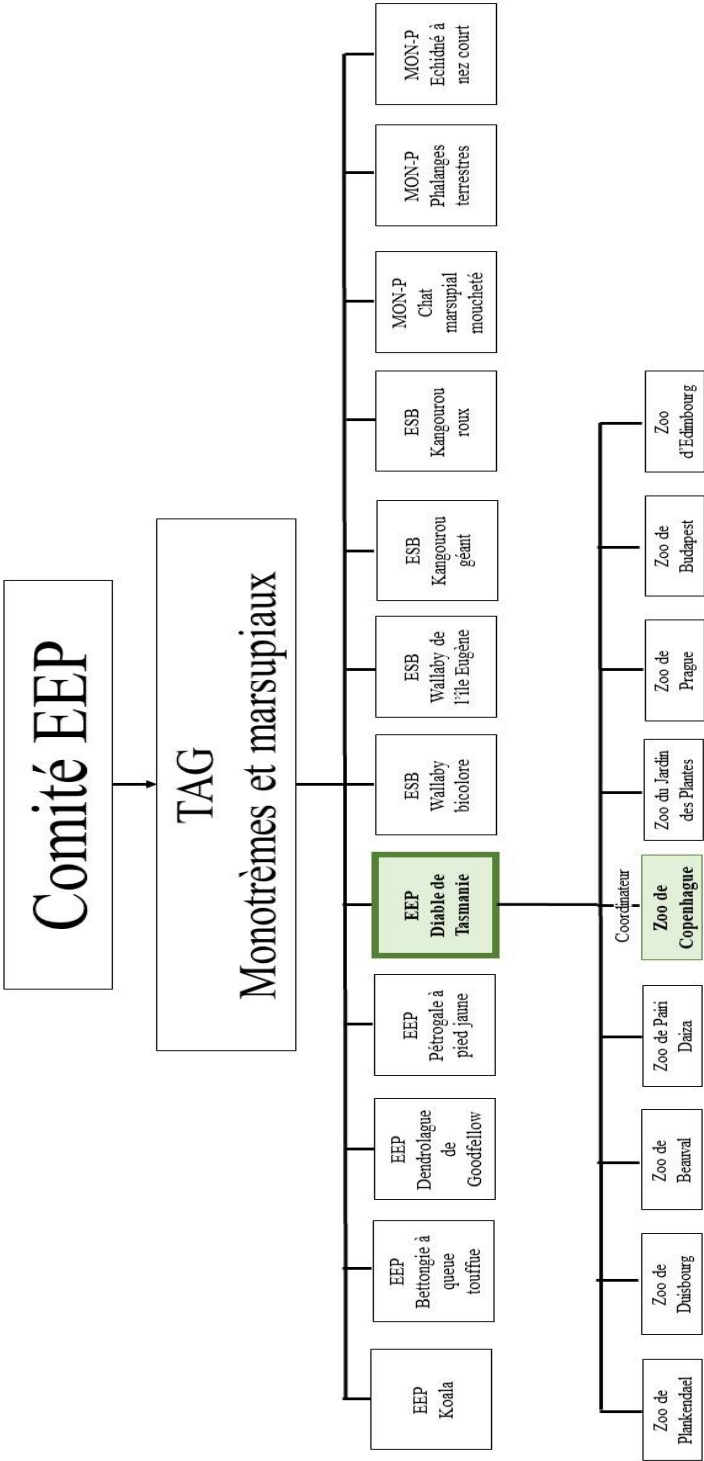 Comité EEP
TAG
Monotrèmes et marsupiaux
EEP
Koala
EEP
Bettongie à
queue
touffue
EEP
Dendrolague
de
Goodfellow
EEP
Pétrogale à
pied jaune
EEP
Diable de
Tasmanie
ESB
Wallaby
bicolore
ESB
Wallaby de
l'île Eugène
ESB
Kangourou
géant
ESB
Kangourou
roux
MON-P
Chat
marsupial
moucheté
MON-P
Phalanges
terrestres
MON-P
Echidné à
nez court
Zoo de
Plankendael
Zoo de
Duisbourg
Zoo de
Beauval
Zoo de Pairi
Daiza
Coordinateur
Zoo de
Copenhague
Zoo du Jardin
des Plantes
Zoo de
Prague
Zoo de
Budapest
Zoo
d'Edimbourg